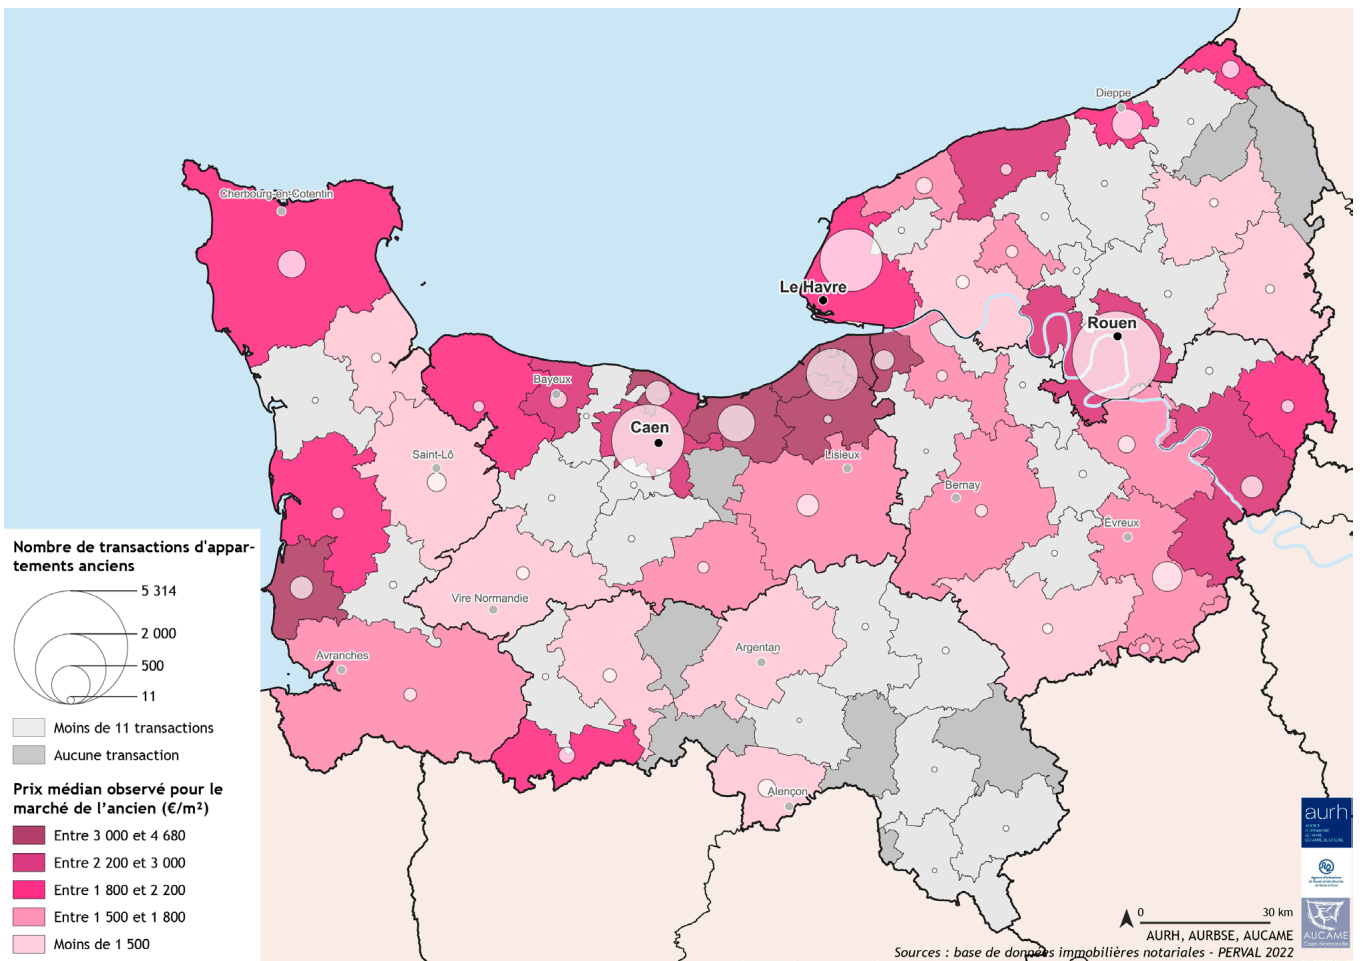 Dieppe
Cherbourg-en-Cotentin
Le Havre
Rouen
Bayeux
Caen
Saint-Lô
Lisieux
Bernay
Évreux
Vire Normandie
Avranches
Argentan
Alençon
Nombre de transactions d'appar-
tements anciens
5 314
2 000
500
11
Moins de 11 transactions
Aucune transaction
Prix médian observé pour le
marché de l'ancien (€/m²)
Entre 3 000 et 4 680
Entre 2 200 et 3 000
Entre 1 800 et 2 200
Entre 1 500 et 1 800
Moins de 1 500
aurh
AUCAME
Caen Normandie
0 30 km
AURH, AURBSE, AUCAME
Sources : base de données immobilières notariales - PERVAL 2022